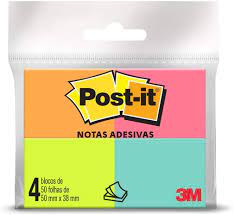 Post-it
NOTAS ADESIVAS
4 blocos de
50 folhas de
50 mm x 38 mm
3M